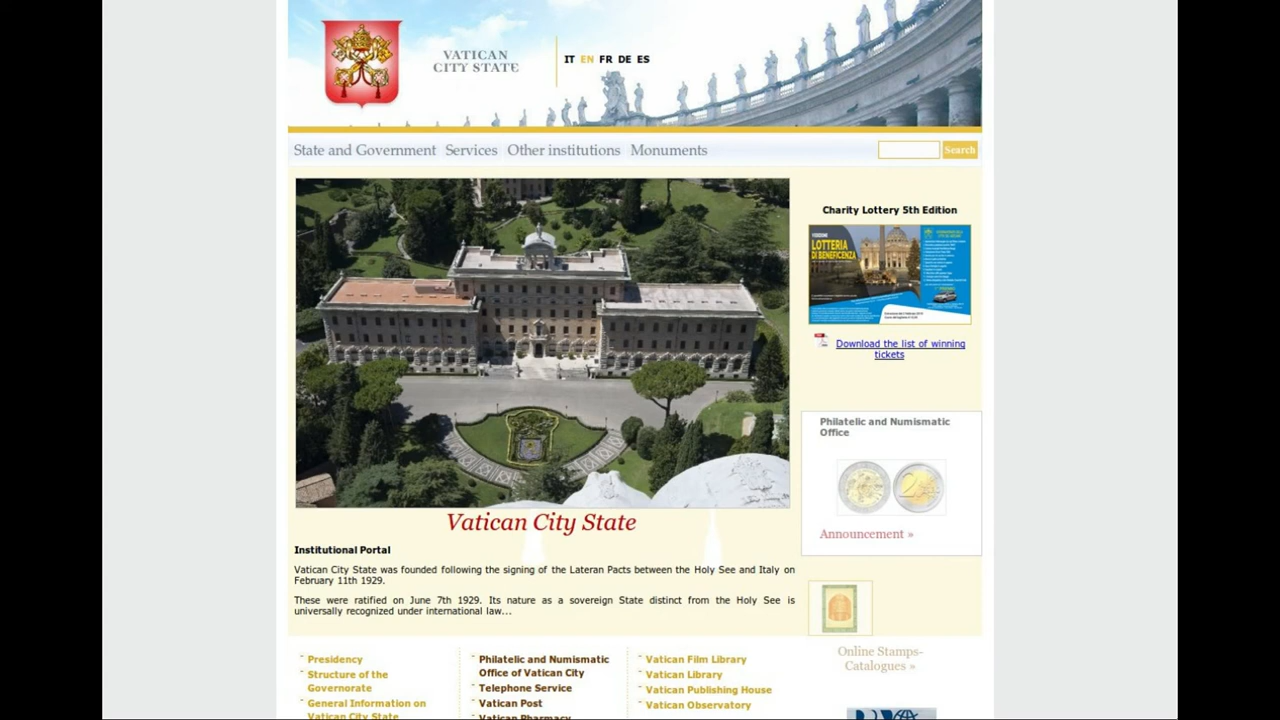 VATICAN
CITY STATE
IT EN FR DE ES
State and Government Services Other institutions Monuments
Search
Charity Lottery 5th Edition
LOTTERIA
DI BENEFICENZA
Download the list of winning
tickets
Philatelic and Numismatic
Office
Announcement »
Vatican City State
Institutional Portal
Vatican City State was founded following the signing of the Lateran Pacts between the Holy See and Italy on
February 11th 1929.
These were ratified on June 7th 1929. Its nature as a sovereign State distinct from the Holy See is
universally recognized under international law...
Online Stamps-
Catalogues »
Presidency
Structure of the
Governorate
General Information on
Vatican City State
Philatelic and Numismatic
Office of Vatican City
Telephone Service
Vatican Post
Vatican Pharmacy
Vatican Film Library
Vatican Library
Vatican Publishing House
Vatican Observatory